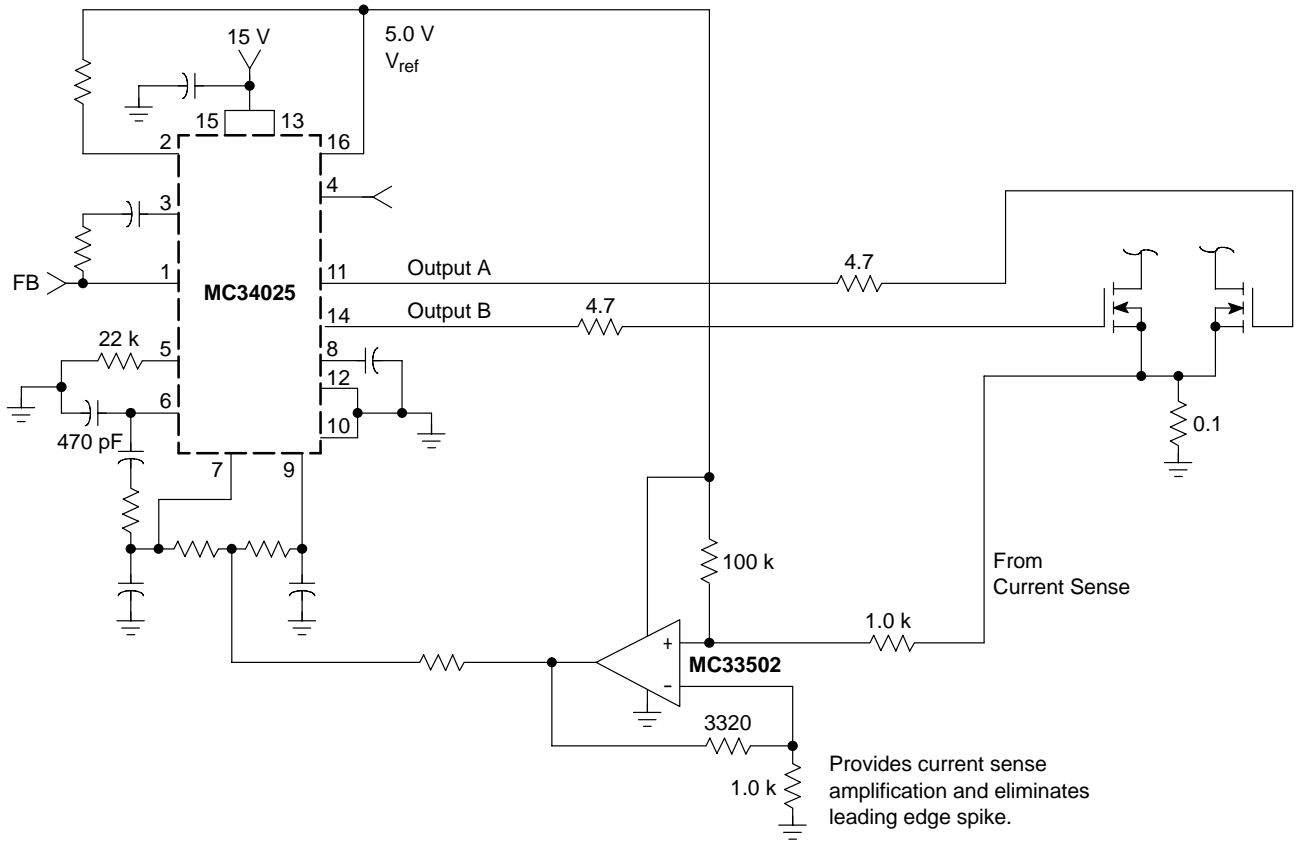 15 V
5.0 V
Vref
15
13
2
16
4
3
FB
1
MC34025
11
Output A
4.7
14
Output B
4.7
22 k
5
8
12
6
470 pF
10
7
9
0.1
100 k
From
Current Sense
+
1.0 k
MC33502
–
3320
1.0 k
Provides current sense
amplification and eliminates
leading edge spike.